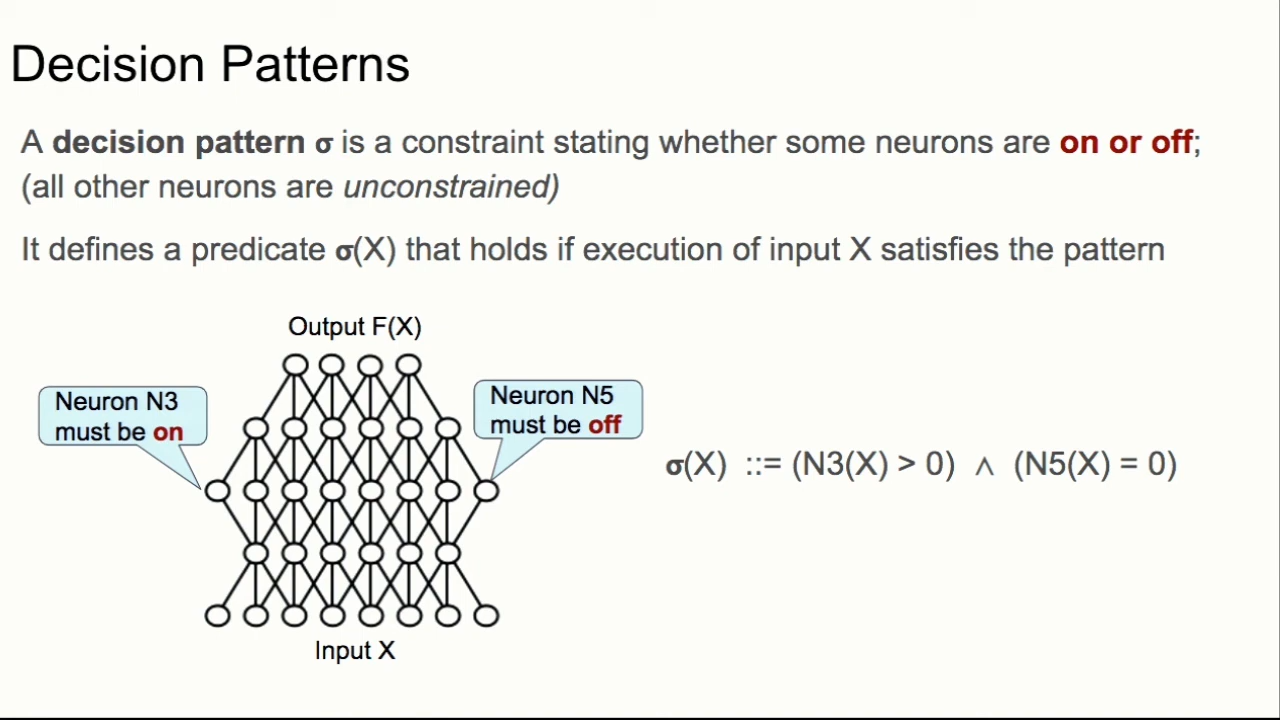 Decision Patterns
A decision pattern σ is a constraint stating whether some neurons are on or off;
(all other neurons are unconstrained)
It defines a predicate σ(X) that holds if execution of input X satisfies the pattern
Output F(X)
Neuron N3
must be on
Neuron N5
must be off
σ(X) ::= (N3(X) > 0) ∧ (N5(X) = 0)
Input X